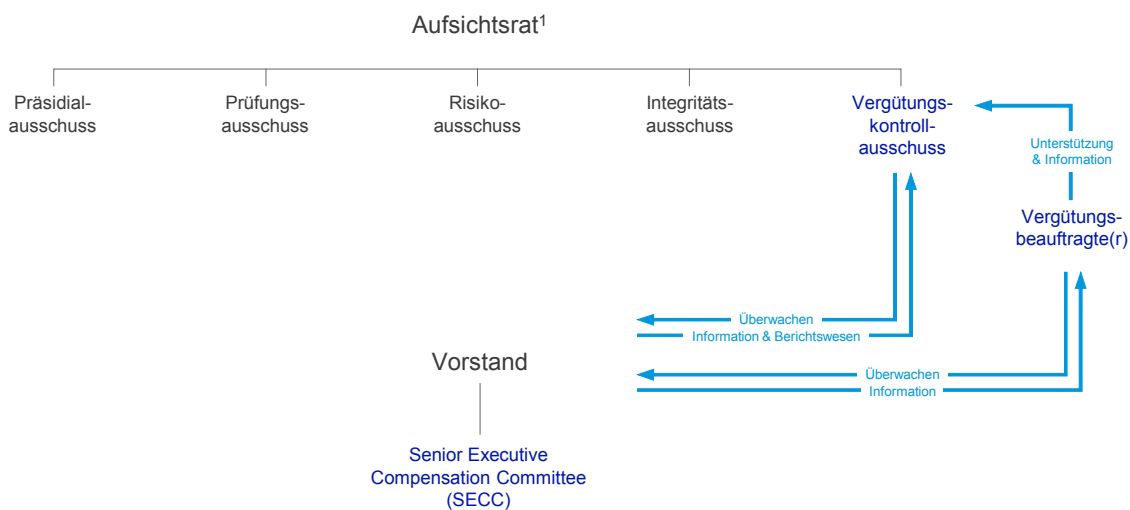 Aufsichtsrat¹
Präsidial-
ausschuss
Prüfungs-
ausschuss
Risiko-
ausschuss
Integritäts-
ausschuss
Vergütungs-
kontroll-
ausschuss
Unterstützung
& Information
Vergütungs-
beauftragte(r)
Überwachen
Information & Berichtswesen
Vorstand
Überwachen
Information
Senior Executive
Compensation Committee
(SECC)